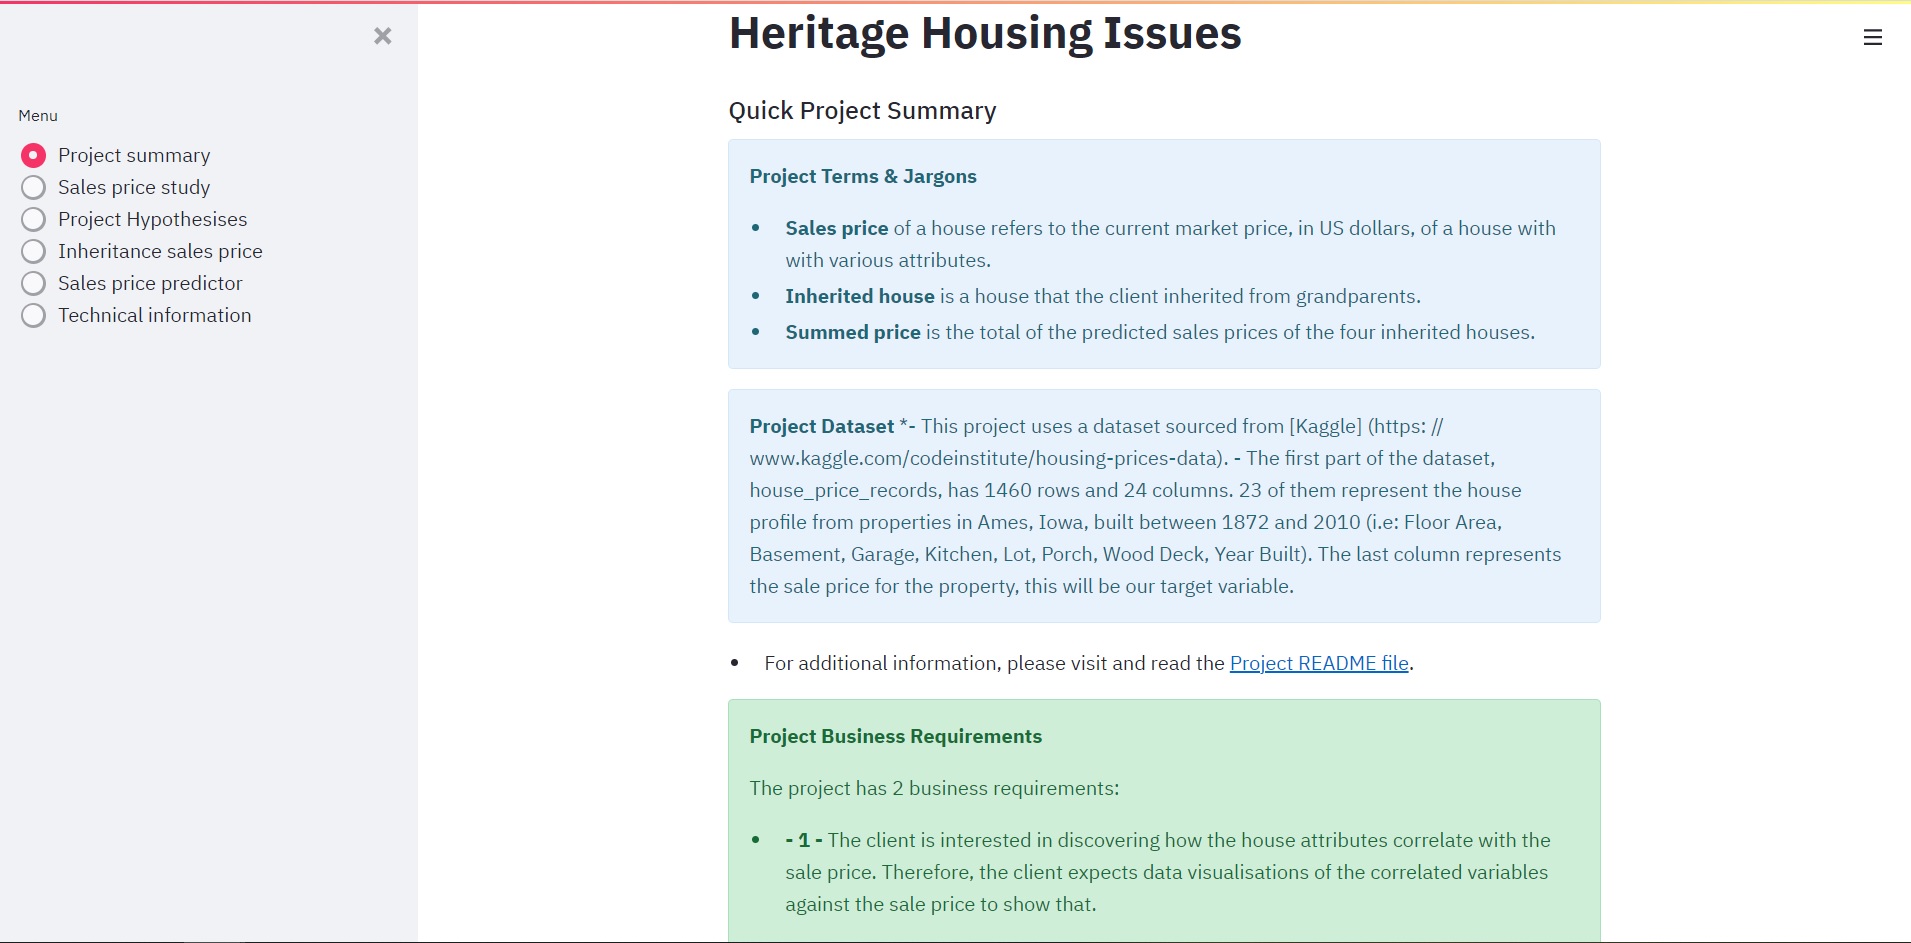 Heritage Housing Issues
Menu
Project summary
Sales price study
Project Hypothesises
Inheritance sales price
Sales price predictor
Technical information
Quick Project Summary
Project Terms & Jargons
• Sales price of a house refers to the current market price, in US dollars, of a house with
with various attributes.
• Inherited house is a house that the client inherited from grandparents.
• Summed price is the total of the predicted sales prices of the four inherited houses.
Project Dataset *- This project uses a dataset sourced from [Kaggle] (https: //
www.kaggle.com/codeinstitute/housing-prices-data). - The first part of the dataset,
house_price_records, has 1460 rows and 24 columns. 23 of them represent the house
profile from properties in Ames, Iowa, built between 1872 and 2010 (i.e: Floor Area,
Basement, Garage, Kitchen, Lot, Porch, Wood Deck, Year Built). The last column represents
the sale price for the property, this will be our target variable.
• For additional information, please visit and read the Project README file.
Project Business Requirements
The project has 2 business requirements:
• - 1 - The client is interested in discovering how the house attributes correlate with the
sale price. Therefore, the client expects data visualisations of the correlated variables
against the sale price to show that.